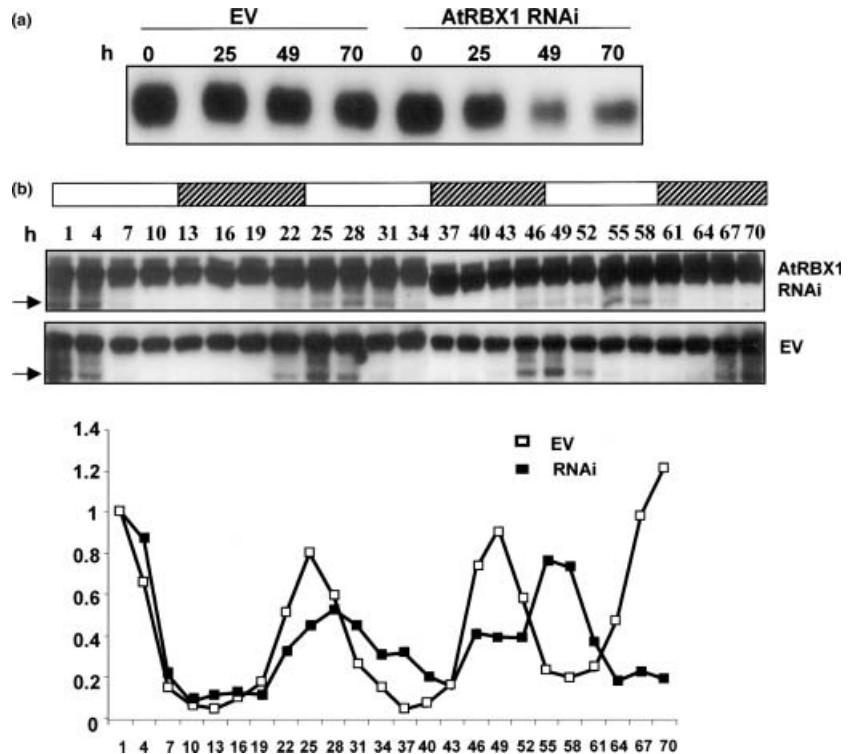 (a)
EV AtRBX1 RNAi
h 0 25 49 70 0 25 49 70
(b)
h 1 4 7 10 13 16 19 22 25 28 31 34 37 40 43 46 49 52 55 58 61 64 67 70
AtRBX1
RNAi
EV
1.4
1.2
1
0.8
0.6
0.4
0.2
0
EV
RNAi
1 4 7 10 13 16 19 22 25 28 31 34 37 40 43 46 49 52 55 58 61 64 67 70